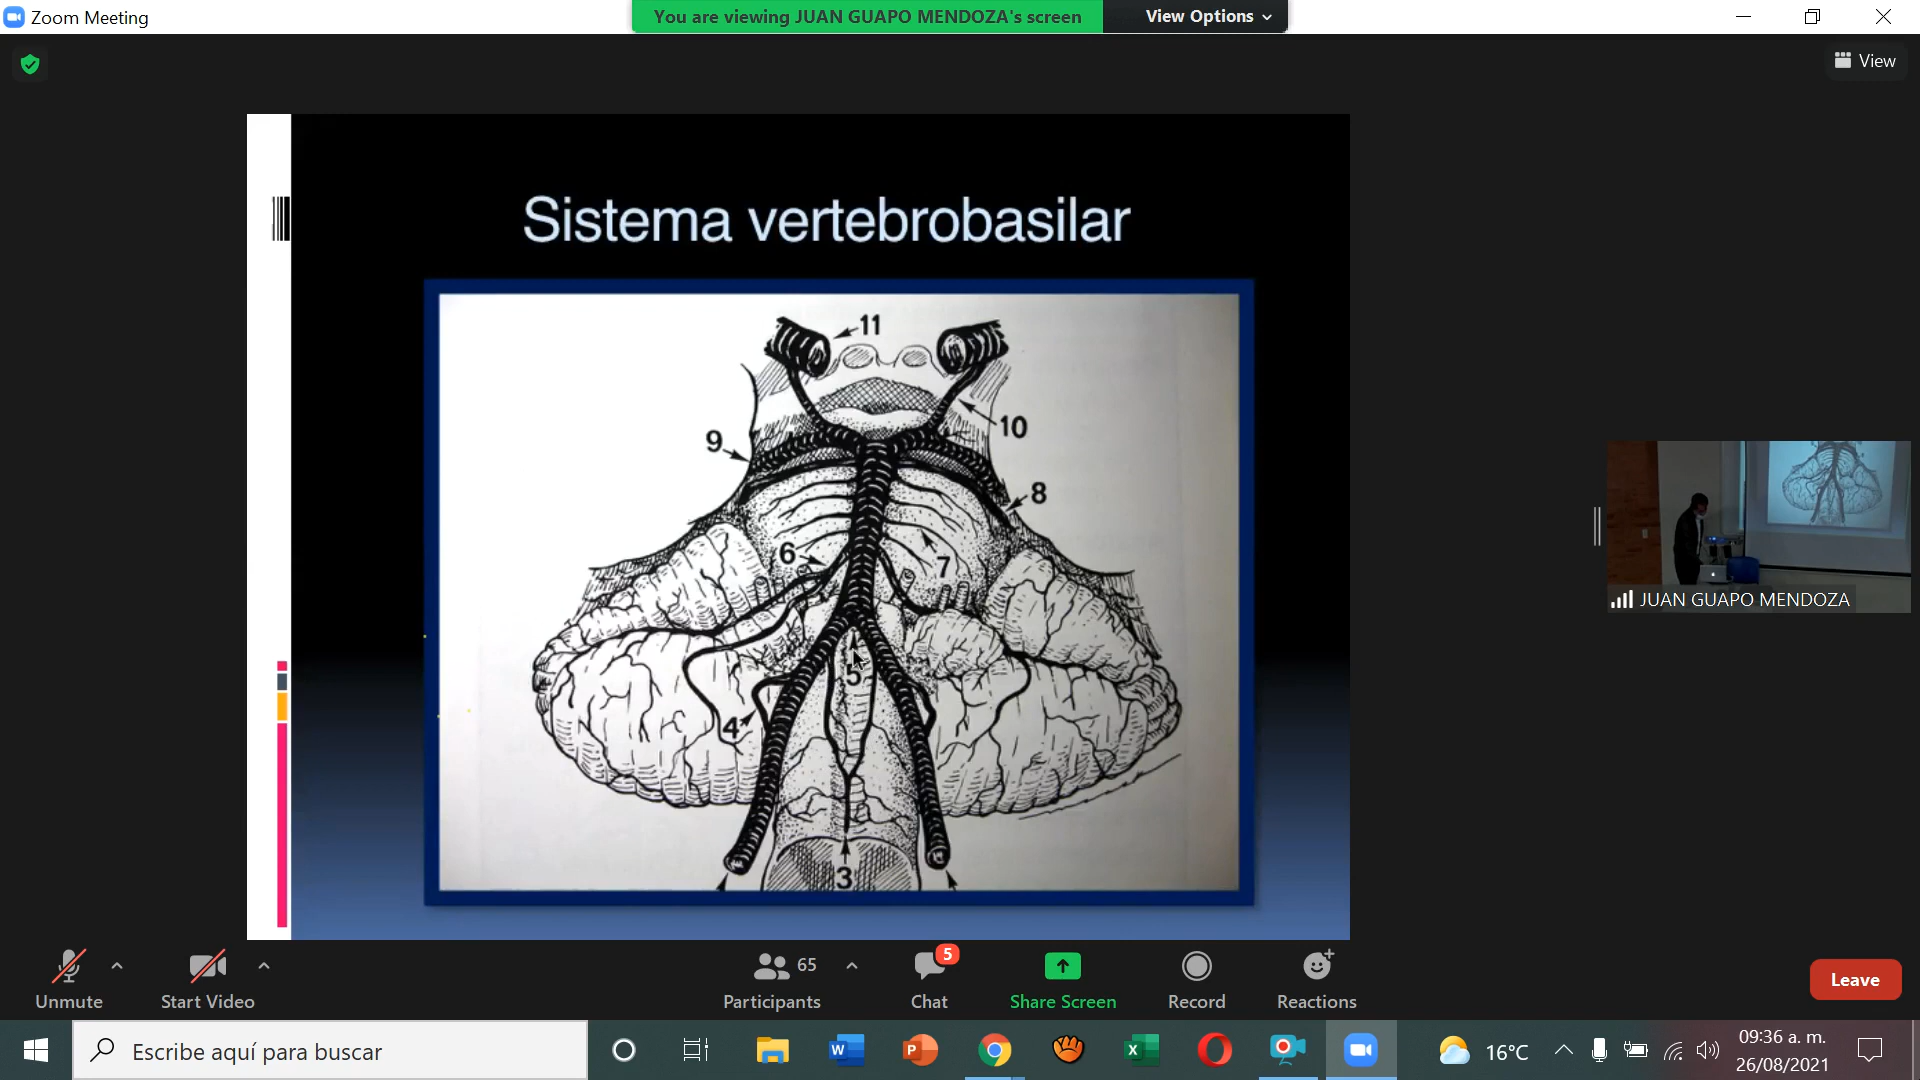 Zoom Meeting
You are viewing JUAN GUAPO MENDOZA's screen
View Options
View
Sistema vertebrobasilar
11
10
9
8
6
7
5
4
3
JUAN GUAPO MENDOZA
Unmute
Start Video
65
Participants
5
Chat
Share Screen
Record
Reactions
Leave
Escribe aquí para buscar
16°C
09:36 a. m.
26/08/2021